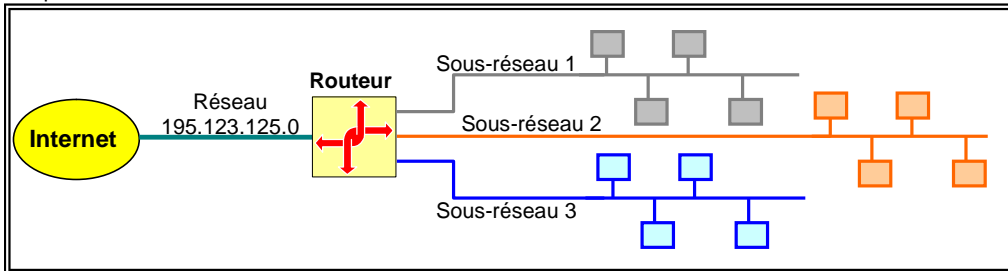 Sous-réseau 1
Routeur
Réseau
195.123.125.0
Internet
Sous-réseau 2
Sous-réseau 3